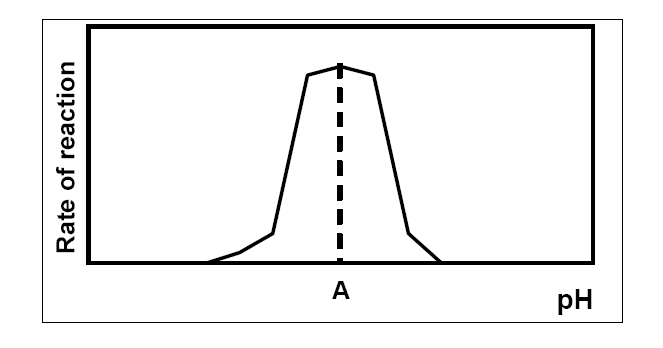 Rate of reaction
A
pH